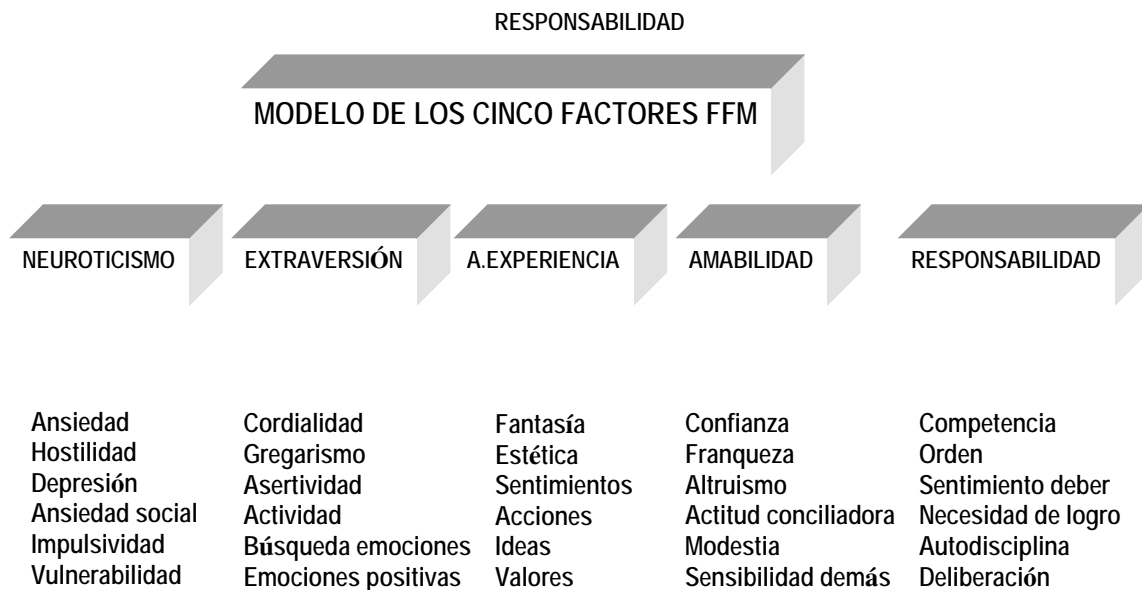 RESPONSABILIDAD
MODELO DE LOS CINCO FACTORES FFM
NEUROTICISMO
EXTRAVERSIÓN
A.EXPERIENCIA
AMABILIDAD
RESPONSABILIDAD
Ansiedad
Hostilidad
Depresión
Ansiedad social
Impulsividad
Vulnerabilidad
Cordialidad
Gregarismo
Asertividad
Actividad
Búsqueda emociones
Emociones positivas
Fantasía
Estética
Sentimientos
Acciones
Ideas
Valores
Confianza
Franqueza
Altruismo
Actitud conciliadora
Modestia
Sensibilidad demás
Competencia
Orden
Sentimiento deber
Necesidad de logro
Autodisciplina
Deliberación